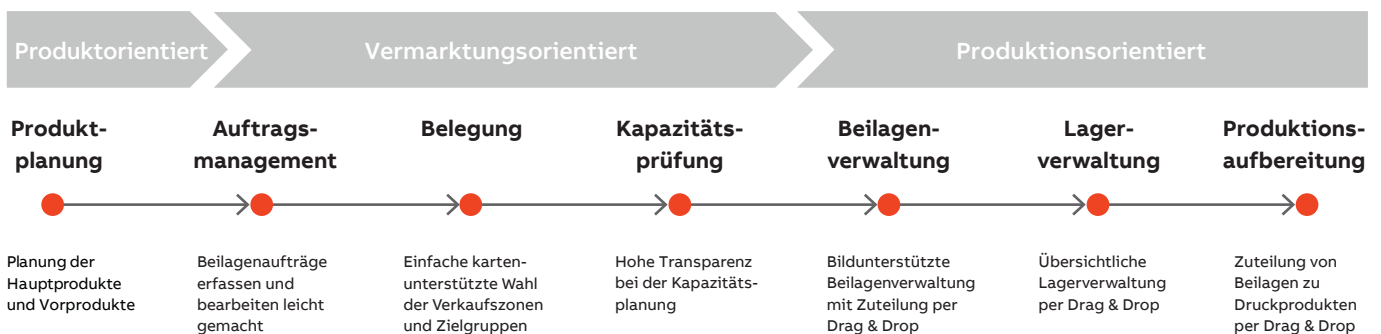 Produktorientiert
Vermarktungsorientiert
Produktionsorientiert
Produkt-
planung
Auftrags-
management
Belegung
Kapazitäts-
prüfung
Beilagen-
verwaltung
Lager-
verwaltung
Produktions-
aufbereitung
Planung der
Hauptprodukte
und Vorprodukte
Beilagenaufträge
erfassen und
bearbeiten leicht
gemacht
Einfache karten-
unterstützte Wahl
der Verkaufszonen
und Zielgruppen
Hohe Transparenz
bei der Kapazitäts-
planung
Bildunterstützte
Beilagenverwaltung
mit Zuteilung per
Drag & Drop
Übersichtliche
Lagerverwaltung
per Drag & Drop
Zuteilung von
Beilagen zu
Druckprodukten
per Drag & Drop